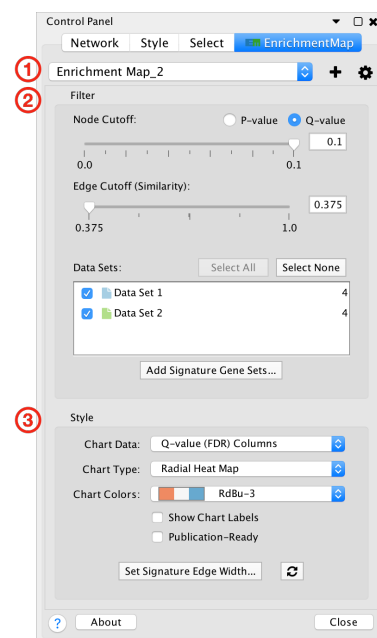 Control Panel
Network Style Select EnrichmentMap
1 Enrichment Map_2
2 Filter
Node Cutoff: P-value Q-value
0.1
0.0 0.1
Edge Cutoff (Similarity):
0.375
0.375 1.0
Data Sets: Select All Select None
Data Set 1 4
Data Set 2 4
Add Signature Gene Sets...
3 Style
Chart Data: Q-value (FDR) Columns
Chart Type: Radial Heat Map
Chart Colors: RdBu-3
Show Chart Labels
Publication-Ready
Set Signature Edge Width...
? About Close